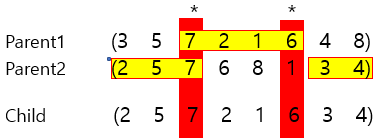 * *
Parent1 (3 5 7 2 1 6 4 8)
Parent2 (2 5 7 6 8 1 3 4)
Child (2 5 7 2 1 6 3 4)